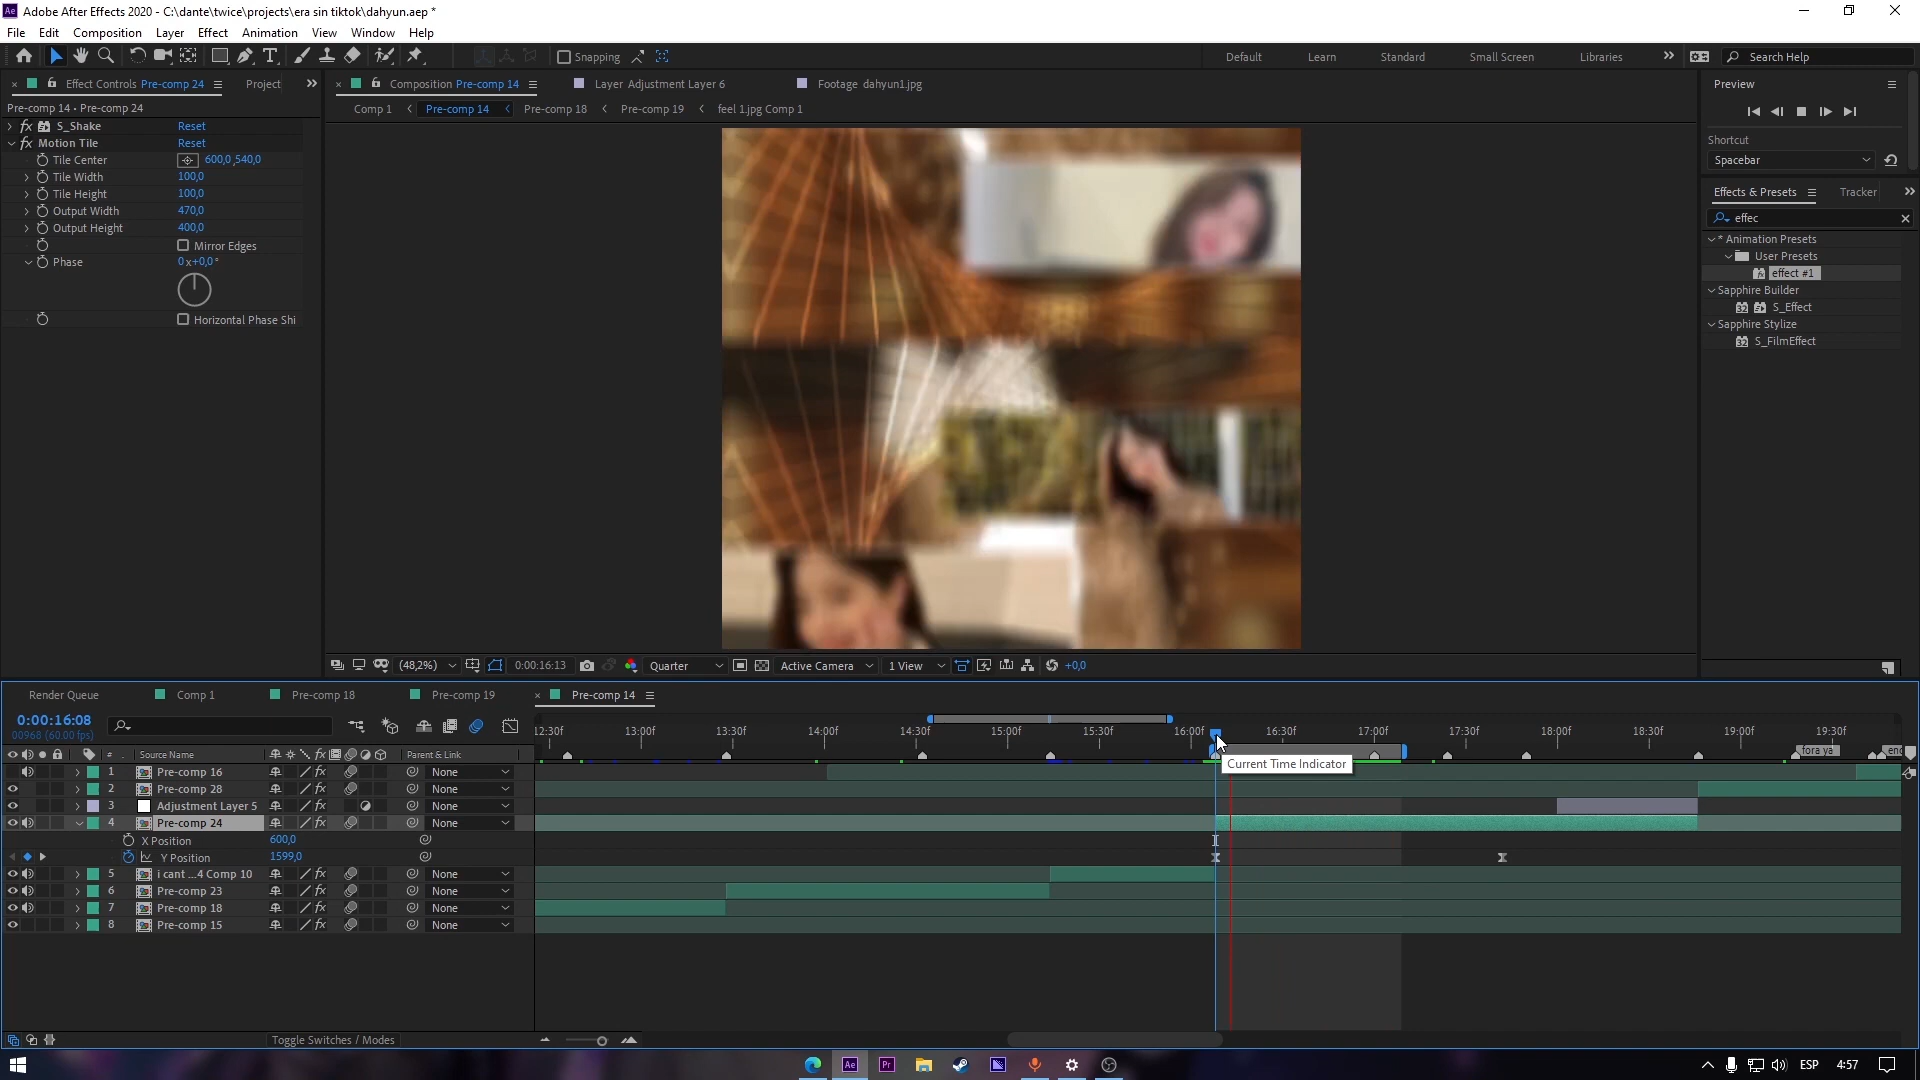 Adobe After Effects 2020 - C:\dante\twice\projects\era sin tiktok\dahyun.aep *
File Edit Composition Layer Effect Animation View Window Help
Snapping Default Learn Standard Small Screen Libraries Search Help
Effect Controls Pre-comp 24 Project
Composition Pre-comp 14 Layer Adjustment Layer 6 Footage dahyun1.jpg
Comp 1 Pre-comp 14 Pre-comp 18 Pre-comp 19 feel 1.jpg Comp 1
Pre-comp 14 • Pre-comp 24
fx S_Shake Reset
fx Motion Tile Reset
Tile Center 600,0,540,0
Tile Width 100,0
Tile Height 100,0
Output Width 470,0
Output Height 400,0
Mirror Edges
Phase 0x+0,0°
Horizontal Phase Shi
Preview
Shortcut
Spacebar
Effects & Presets Tracker
effec
* Animation Presets
User Presets
effect #1
Sapphire Builder
S_Effect
Sapphire Stylize
S_FilmEffect
(48,2%) 0:00:16:13 Quarter Active Camera 1 View +0,0
Render Queue Comp 1 Pre-comp 18 Pre-comp 19 Pre-comp 14
0:00:16:08
00968 (60.00 fps)
12:30f 13:00f 13:30f 14:00f 14:30f 15:00f 15:30f 16:00f 16:30f 17:00f 17:30f 18:00f 18:30f 19:00f 19:30f
# Source Name Parent & Link
fora ya
Current Time Indicator
1 Pre-comp 16 None
2 Pre-comp 28 None
3 Adjustment Layer 5 None
4 Pre-comp 24 None
X Position 600,0
Y Position 1599,0
5 i cant ...4 Comp 10 None
6 Pre-comp 23 None
7 Pre-comp 18 None
8 Pre-comp 15 None
Toggle Switches / Modes
Ae Pr ESP 4:57